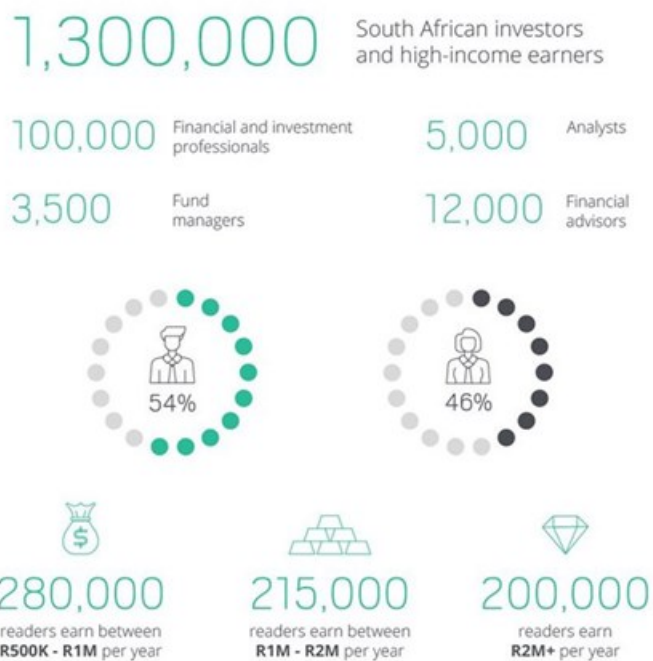 1,300,000
South African investors
and high-income earners
100,000
Financial and investment
professionals
5,000
Analysts
3,500
Fund
managers
12,000
Financial
advisors
54%
46%
$
280,000
readers earn between
R500K - R1M per year
215,000
readers earn between
R1M - R2M per year
200,000
readers earn
R2M+ per year